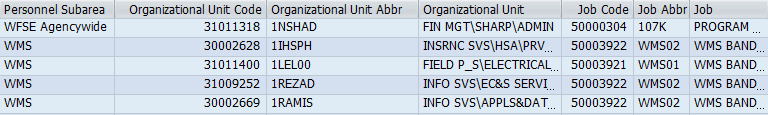 Personnel Subarea Organizational Unit Code Organizational Unit Abbr Organizational Unit Job Code Job Abbr Job
WFSE Agencywide 31011318 1NSHAD FIN MGT\SHARP\ADMIN 50000304 107K PROGRAM ...
WMS 30002628 1IHSPH INSRNC SVS\HSA\PRV... 50003922 WMS02 WMS BAND...
WMS 31011400 1LEL00 FIELD P_S\ELECTRICAL... 50003921 WMS01 WMS BAND...
WMS 31009252 1REZAD INFO SVS\EC&S SERVI... 50003922 WMS02 WMS BAND...
WMS 30002669 1RAMIS INFO SVS\APPLS&DAT... 50003922 WMS02 WMS BAND...